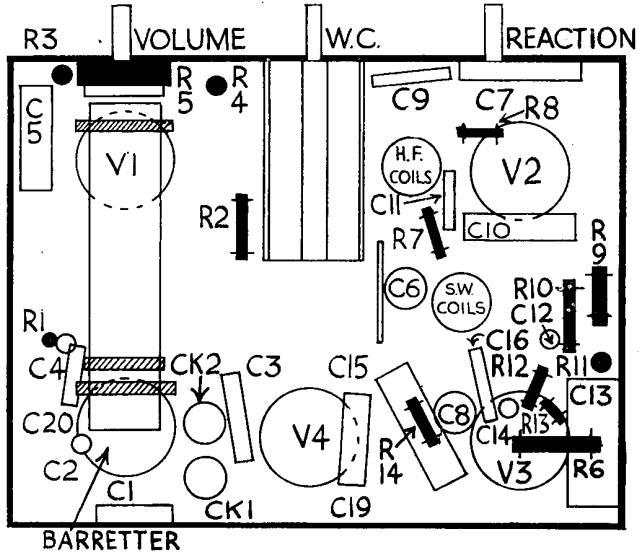 R3 VOLUME W.C. REACTION
R5
R4
C5
C9
C7
R8
V1
H.F. COILS
V2
C11
R2
R7
C10
R9
C6
S.W. COILS
R10
C12
R1
C16
C4
CK2
C3
C15
R12
R11
C13
C20
V4
C8
C14
R13
C2
R14
V3
R6
C1
CK1
C19
BARRETTER